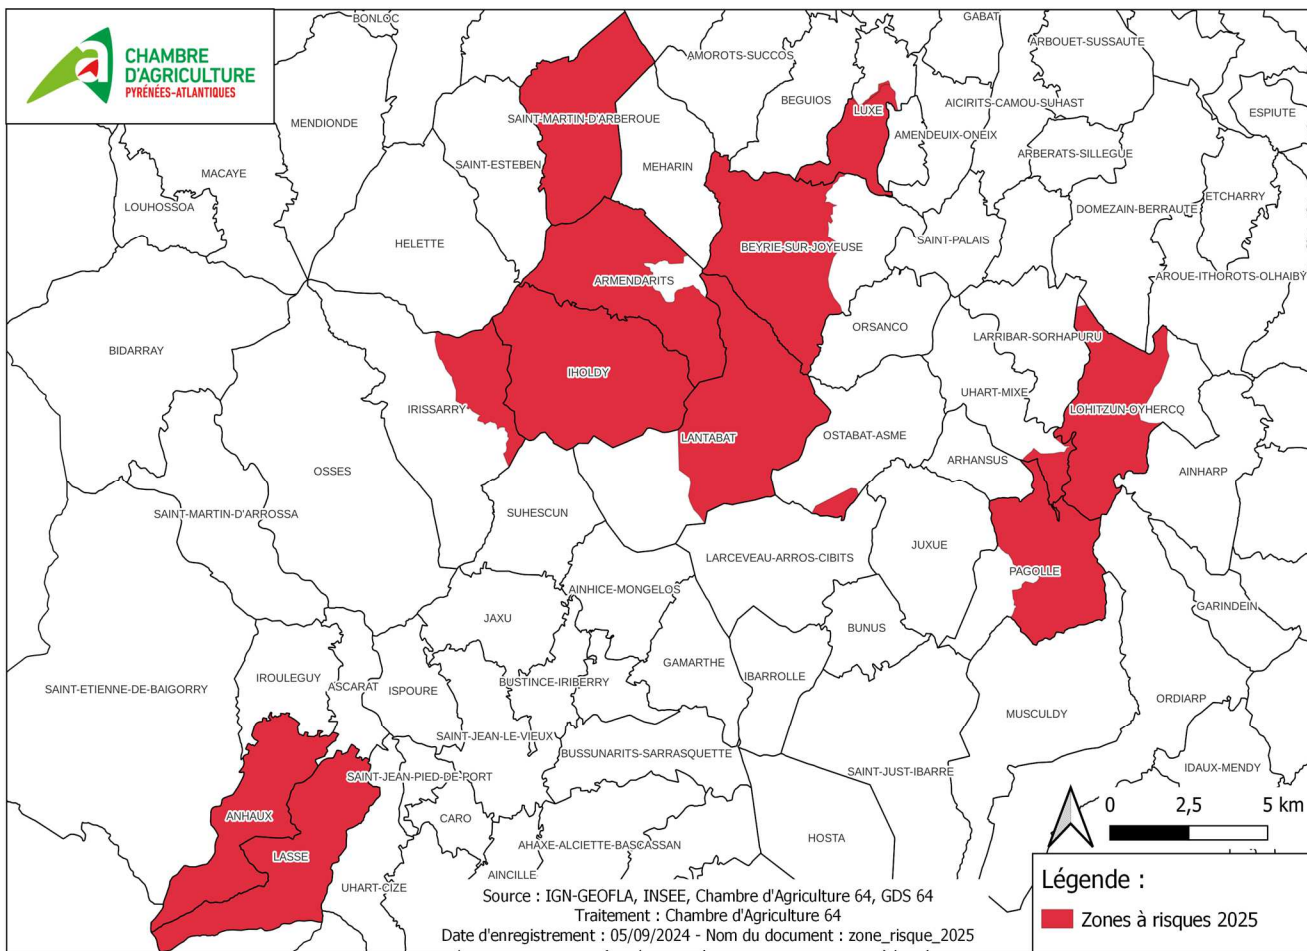 CHAMBRE
D'AGRICULTURE
PYRÉNÉES-ATLANTIQUES
BONLOC
GABAT
ARBOUET-SUSSAUTE
AMOROTS-SUCCOS
BEGUIOS
LUXE
AICIRITS-CAMOU-SUHAST
ESPIUTE
MENDIONDE
SAINT-MARTIN-D'ARBEROUE
AMENDEUIX-ONEIX
ARBERATS-SILLEGUE
SAINT-ESTEBEN
MEHARIN
MACAYE
LOUHOSSOA
ETCHARRY
DOMEZAIN-BERRAUTE
HELETTE
BEYRIE-SUR-JOYEUSE
SAINT-PALAIS
ARMENDARITS
AROUE-ITHOROTS-OLHAIBY
ORSANCO
LARRIBAR-SORHAPURU
BIDARRAY
IHOLDY
UHART-MIXE
IRISSARRY
LOHITZUN-OYHERCQ
LANTABAT
OSTABAT-ASME
ARHANSUS
AINHARP
OSSES
SAINT-MARTIN-D'ARROSSA
SUHESCUN
JUXUE
LARCEVEAU-ARROS-CIBITS
PAGOLLE
AINHICE-MONGELOS
GARINDEIN
JAXU
BUNUS
GAMARTHE
IROULEGUY
IBARROLLE
SAINT-ETIENNE-DE-BAIGORRY
ASCARAT
ISPOURE
BUSTINCE-IRIBERRY
ORDIARP
MUSCULDY
SAINT-JEAN-LE-VIEUX
BUSSUNARITS-SARRASQUETTE
SAINT-JEAN-PIED-DE-PORT
SAINT-JUST-IBARRE
IDAUX-MENDY
ANHAUX
CARO
HOSTA
AHAXE-ALCIETTE-BASCASSAN
LASSE
AINCILLE
UHART-CIZE
0 2,5 5 km
Légende :
Zones à risques 2025
Source : IGN-GEOFLA, INSEE, Chambre d'Agriculture 64, GDS 64
Traitement : Chambre d'Agriculture 64
Date d'enregistrement : 05/09/2024 - Nom du document : zone_risque_2025